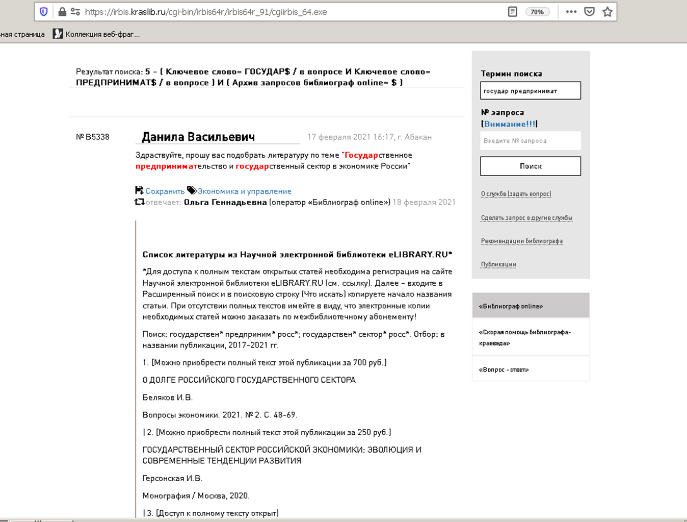 https://irbis.kraslib.ru/cgi-bin/irbis64r/irbis64r_91/cgiirbis_64.exe
70%
ная страница
Коллекция веб-фраг...
Результат поиска: 5 - ( Ключевое слово= ГОСУДАР$ / в вопросе И Ключевое слово=
ПРЕДПРИНИМАТ$ / в вопросе ) И ( Архив запросов библиограф online= $ )
№ B5338
Данила Васильевич
17 февраля 2021 16:17, г. Абакан
Здраствуйте, прошу вас подобрать литературу по теме "Государственное
предпринимательство и государственный сектор в экономике России"
Сохранить
Экономика и управление
отвечает: Ольга Геннадьевна (оператор «Библиограф online») 18 февраля 2021
Список литературы из Научной электронной библиотеки eLIBRARY.RU*
*Для доступа к полным текстам открытых статей необходима регистрация на сайте
Научной электронной библиотеки eLIBRARY.RU (см. ссылку). Далее – входите в
Расширенный поиск и в поисковую строку (Что искать) копируете начало названия
статьи. При отсутствии полных текстов имейте в виду, что электронные копии
необходимых статей можно заказать по межбиблиотечному абонементу!
Поиск: государствен* предприним* росс*; государствен* сектор* росс*. Отбор: в
названии публикации, 2017-2021 гг.
1. [Можно приобрести полный текст этой публикации за 700 руб.]
О ДОЛГЕ РОССИЙСКОГО ГОСУДАРСТВЕННОГО СЕКТОРА
Беляков И.В.
Вопросы экономики. 2021. № 2. С. 48-69.
| 2. [Можно приобрести полный текст этой публикации за 250 руб.]
ГОСУДАРСТВЕННЫЙ СЕКТОР РОССИЙСКОЙ ЭКОНОМИКИ: ЭВОЛЮЦИЯ И
СОВРЕМЕННЫЕ ТЕНДЕНЦИИ РАЗВИТИЯ
Герсонская И.В.
Монография / Москва, 2020.
| 3. [Доступ к полному тексту открыт]
Термин поиска
государ предпринимат
№ запроса
(Внимание!!!)
Введите № запроса
Поиск
О службе (задать вопрос)
Сделать запрос в другие службы
Рекомендации библиографа
Публикации
«Библиограф online»
«Скорая помощь библиографа-
краеведа»
«Вопрос - ответ»